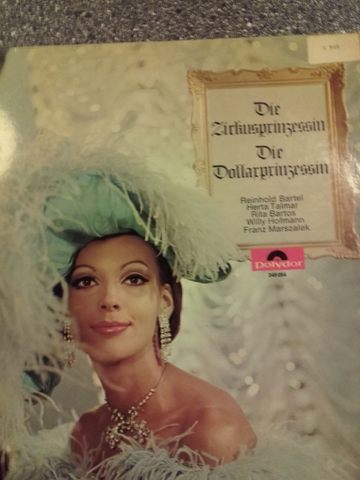 Die
Zirkusprinzessin
Die
Dollarprinzessin
Reinhold Bartel
Herta Talmar
Rita Bartos
Willy Hofmann
Franz Marszalek
Polydor